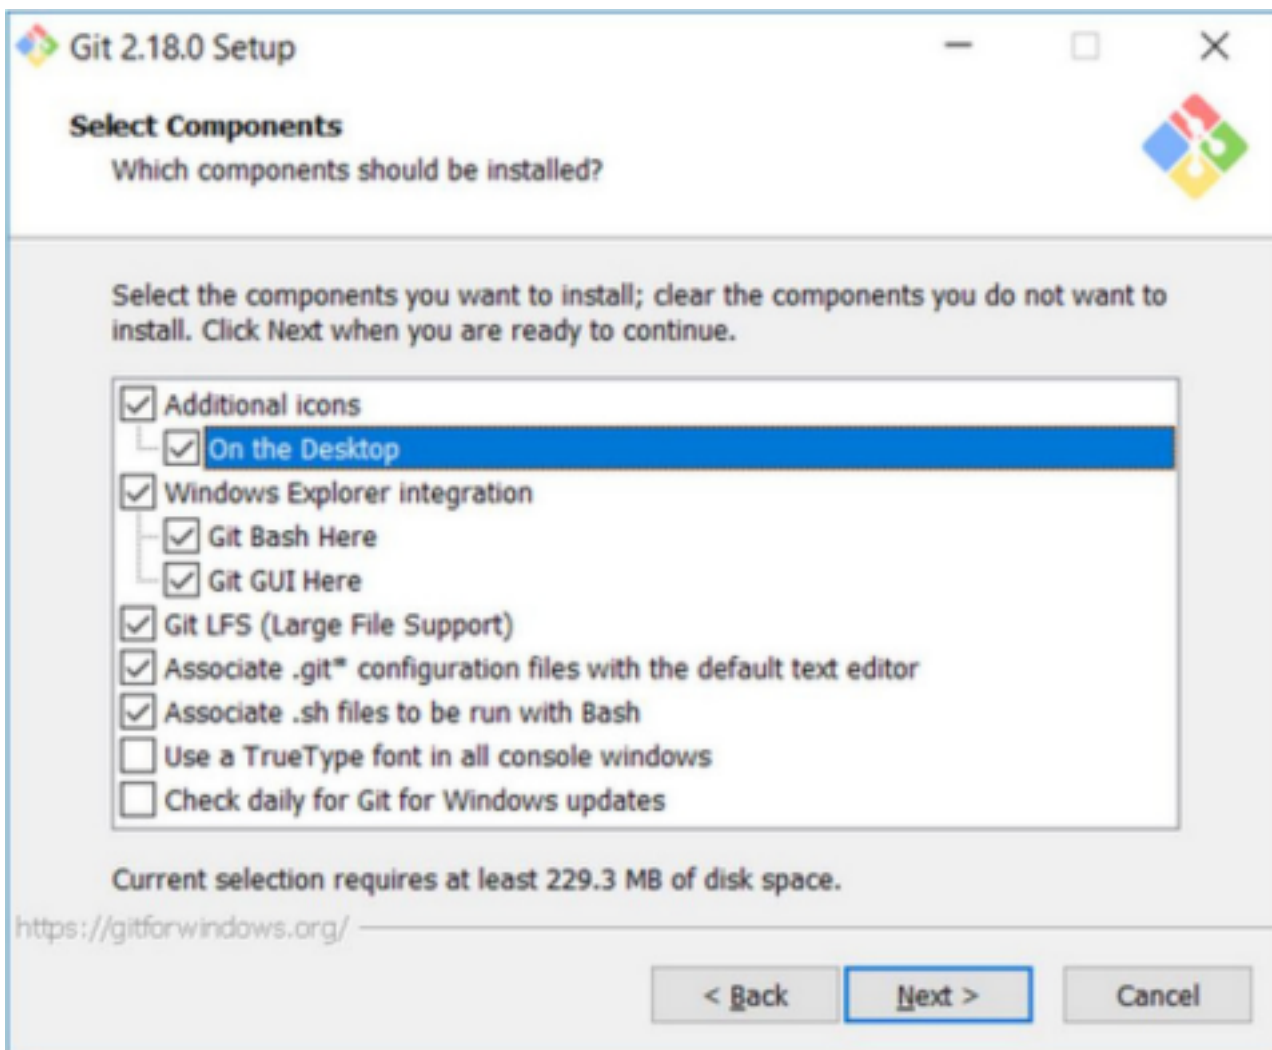 Git 2.18.0 Setup
Select Components
Which components should be installed?
Select the components you want to install; clear the components you do not want to
install. Click Next when you are ready to continue.
Additional icons
On the Desktop
Windows Explorer integration
Git Bash Here
Git GUI Here
Git LFS (Large File Support)
Associate .git* configuration files with the default text editor
Associate .sh files to be run with Bash
Use a TrueType font in all console windows
Check daily for Git for Windows updates
Current selection requires at least 229.3 MB of disk space.
https://gitforwindows.org/
< Back
Next >
Cancel